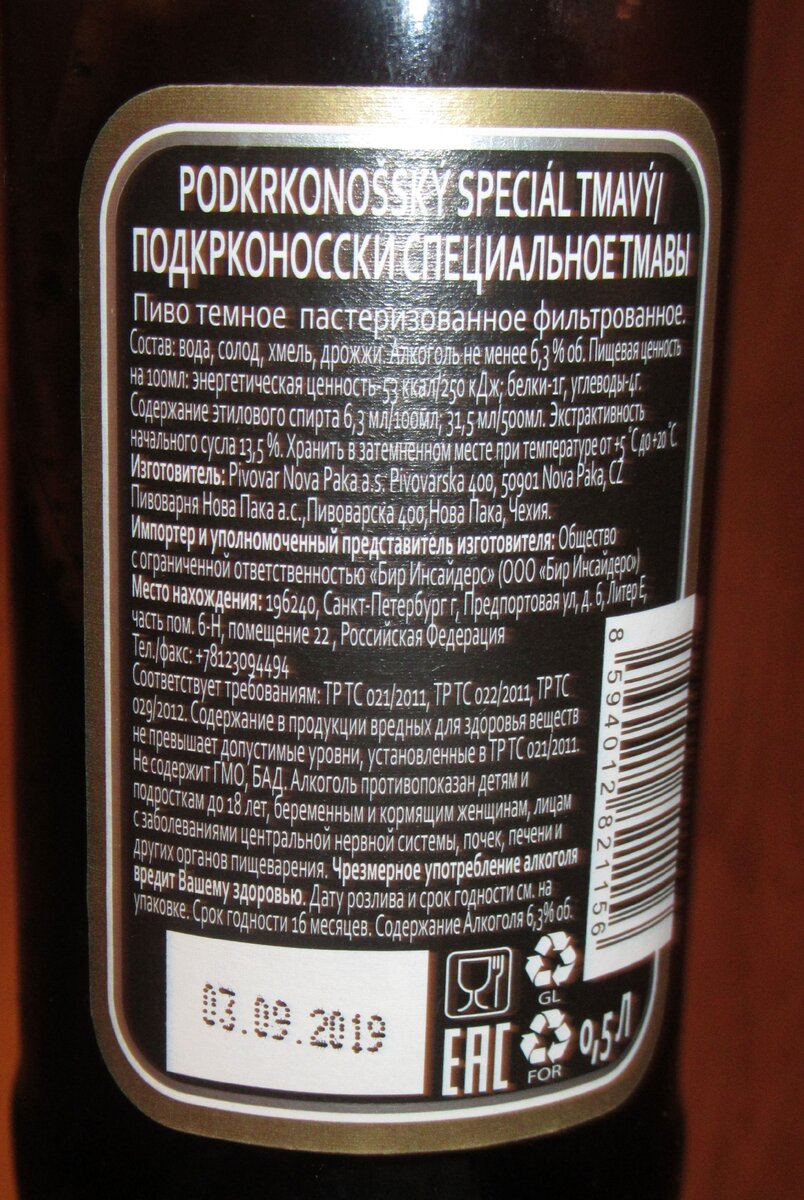 PODKRKONOŠSKÝ SPECIÁL TMAVÝ/
ПОДКРКОНОССКИ СПЕЦИАЛЬНОЕ ТМАВЫ
Пиво темное пастеризованное фильтрованное.
Состав: вода, солод, хмель, дрожжи. Алкоголь не менее 6,3 % об. Пищевая ценность
на 100мл: энергетическая ценность-53 ккал/250 кДж; белки-1г, углеводы-4г.
Содержание этилового спирта 6,3 мл/100мл, 31,5 мл/500мл. Экстрактивность
начального сусла 13,5 %. Хранить в затемненном месте при температуре от +5 ˚С до +20 ˚С
Изготовитель: Pivovar Nova Paka a.s. Pivovarska 400, 50901 Nova Paka, CZ
Пивоварня Нова Пака а.с., Пивоварска 400, Нова Пака, Чехия.
Импортер и уполномоченный представитель изготовителя: Общество
с ограниченной ответственностью «Бир Инсайдерс» (ООО «Бир Инсайдерс»)
Место нахождения: 196240, Санкт-Петербург г, Предпортовая ул, д. 6, Литер Е,
часть пом. 6-Н, помещение 22 , Российская Федерация
Тел./факс: +78123094494
Соответствует требованиям: ТР ТС 021/2011, ТР ТС 022/2011, ТР ТС
029/2012. Содержание в продукции вредных для здоровья веществ
не превышает допустимые уровни, установленные в ТР ТС 021/2011.
Не содержит ГМО, БАД. Алкоголь противопоказан детям и
подросткам до 18 лет, беременным и кормящим женщинам, лицам
с заболеваниями центральной нервной системы, почек, печени и
других органов пищеварения. Чрезмерное употребление алкоголя
вредит Вашему здоровью. Дату розлива и срок годности см. на
упаковке. Срок годности 16 месяцев. Содержание Алкоголя 6,3% об.
8 594012 821156
03.09.2019
GL
EAC
FOR
0,5 Л